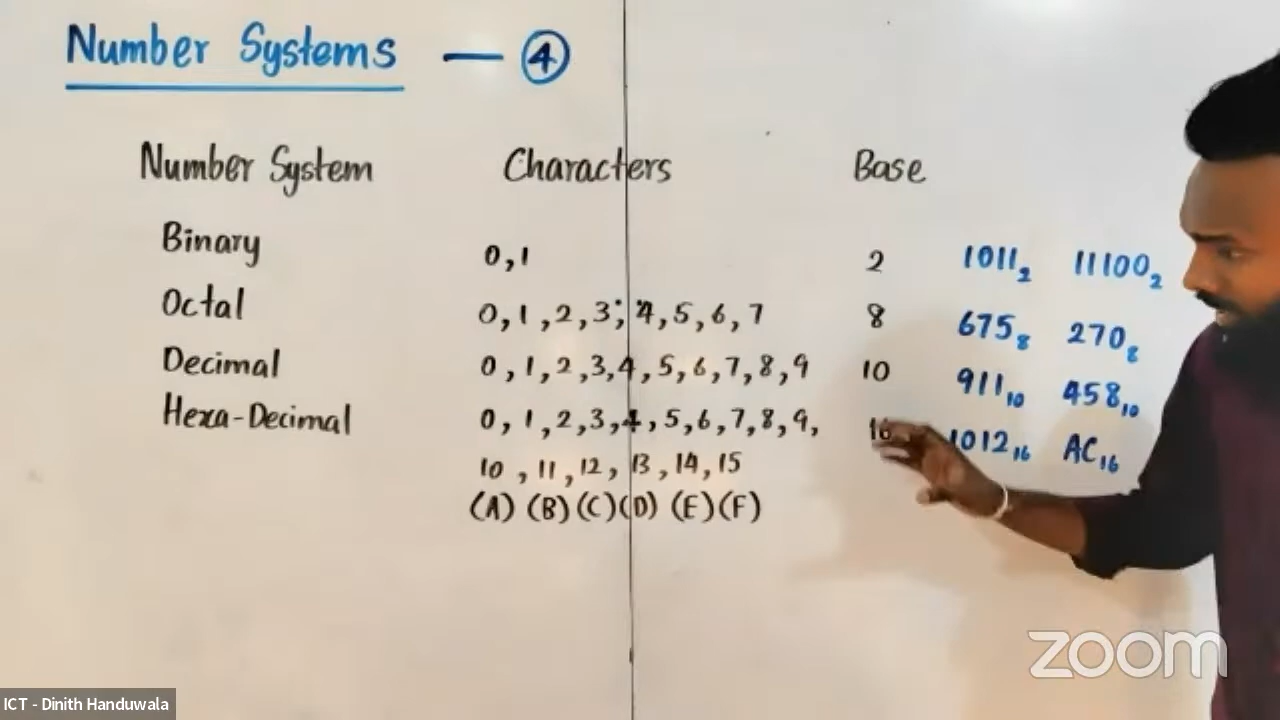 Number Systems — ④
Number System Characters Base
Binary 0,1 2 1011₂ 11100₂
Octal 0,1,2,3,4,5,6,7 8 675₈ 270₈
Decimal 0,1,2,3,4,5,6,7,8,9 10 911₁₀ 458₁₀
Hexa-Decimal 0,1,2,3,4,5,6,7,8,9, 16 1012₁₆ AC₁₆
10,11,12,13,14,15
(A) (B) (C) (D) (E) (F)
zoom
ICT - Dinith Handuwala